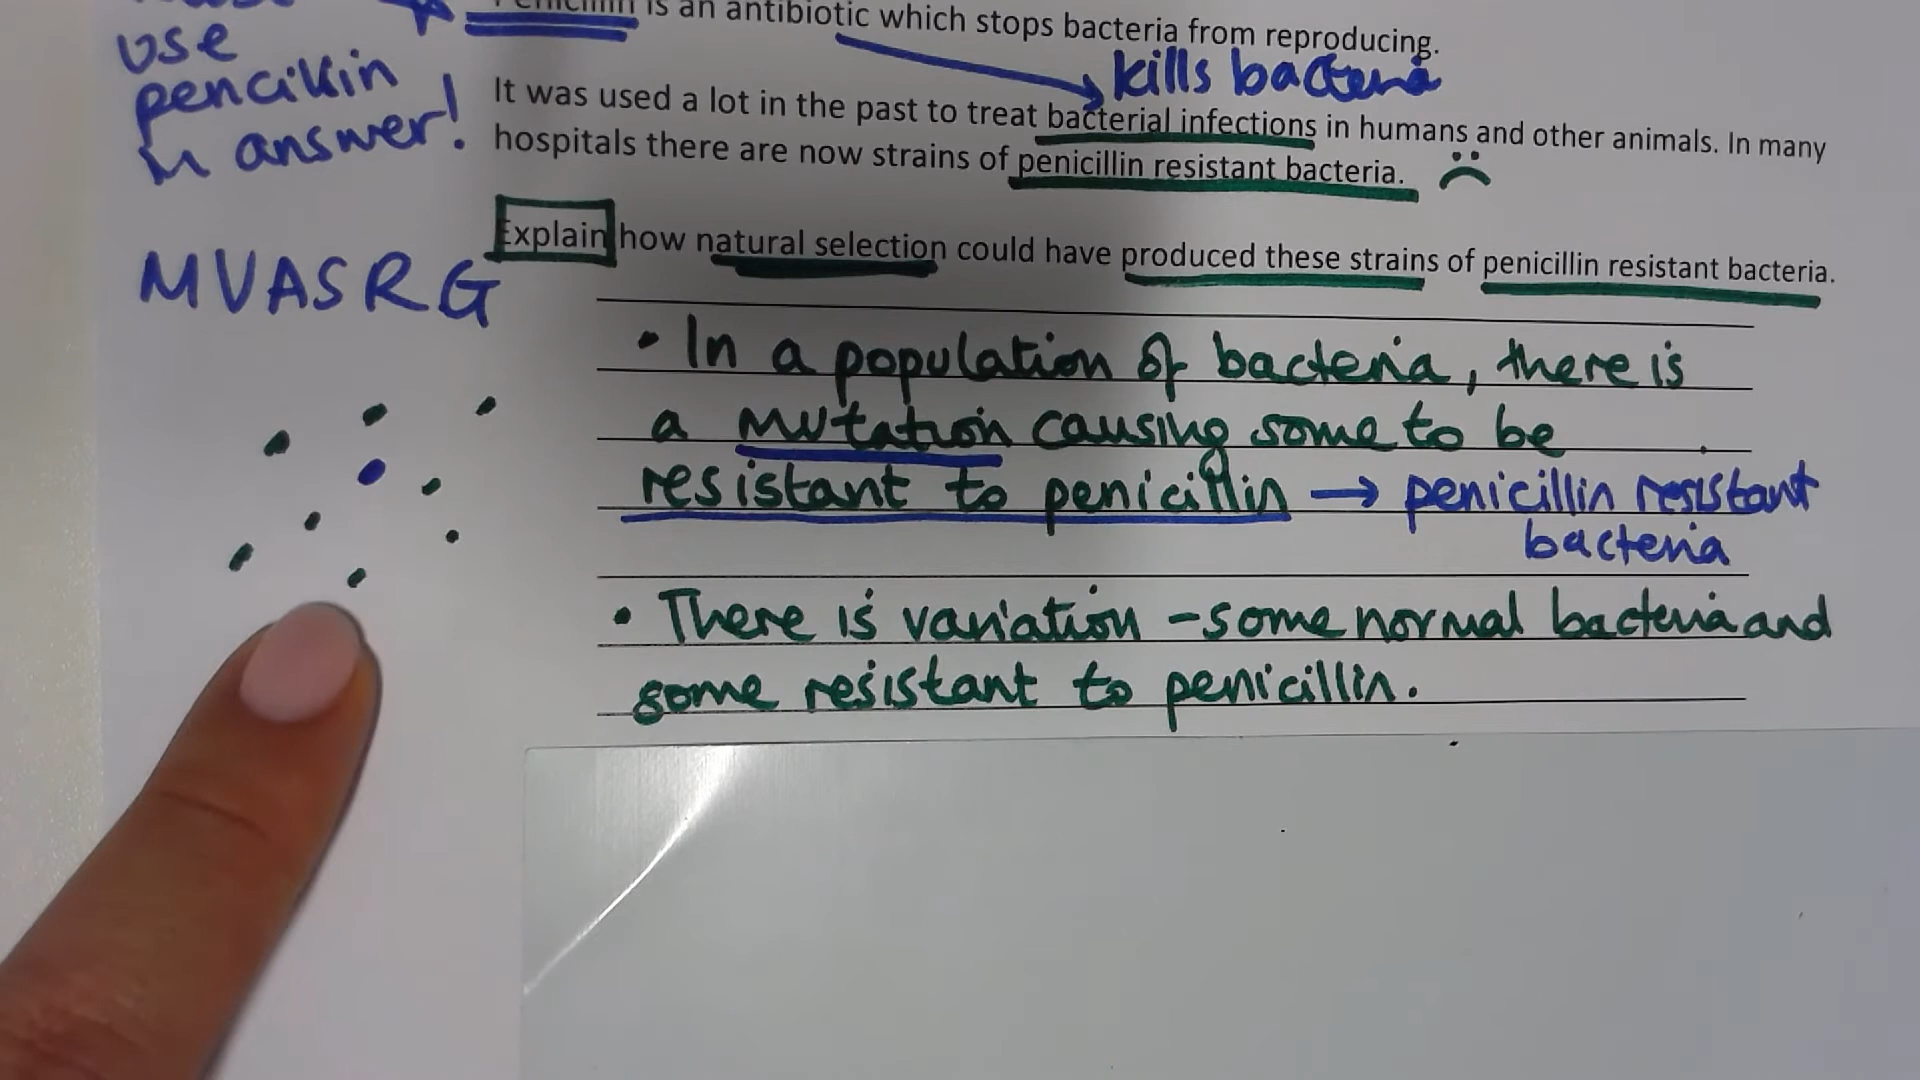 Penicillin is an antibiotic which stops bacteria from reproducing.
kills bacteria
use
pencikin
in answer!
It was used a lot in the past to treat bacterial infections in humans and other animals. In many
hospitals there are now strains of penicillin resistant bacteria.
Explain how natural selection could have produced these strains of penicillin resistant bacteria.
MVASRG
• In a population of bacteria, there is
a mutation causing some to be
resistant to penicillin → penicillin resistant
bacteria
• There is variation - some normal bacteria and
some resistant to penicillin.